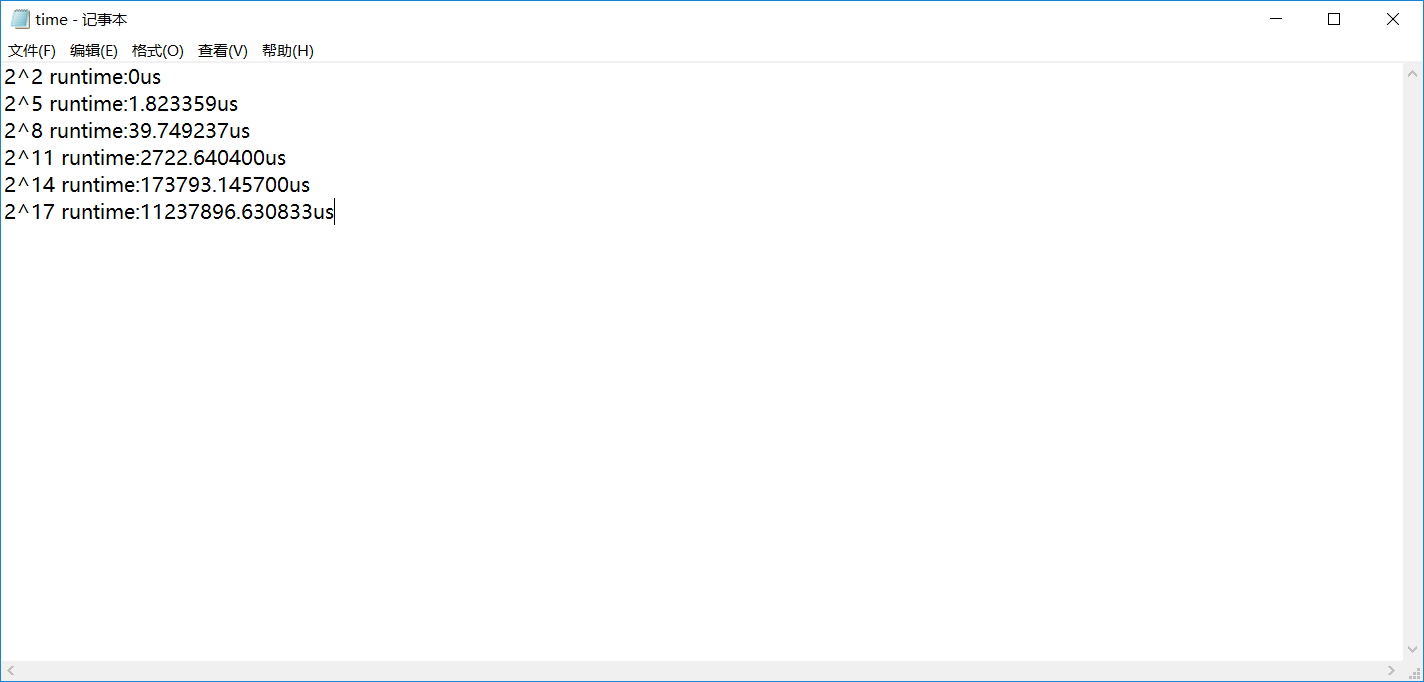 time - 记事本
文件(F) 编辑(E) 格式(O) 查看(V) 帮助(H)
2^2 runtime:0us
2^5 runtime:1.823359us
2^8 runtime:39.749237us
2^11 runtime:2722.640400us
2^14 runtime:173793.145700us
2^17 runtime:11237896.630833us